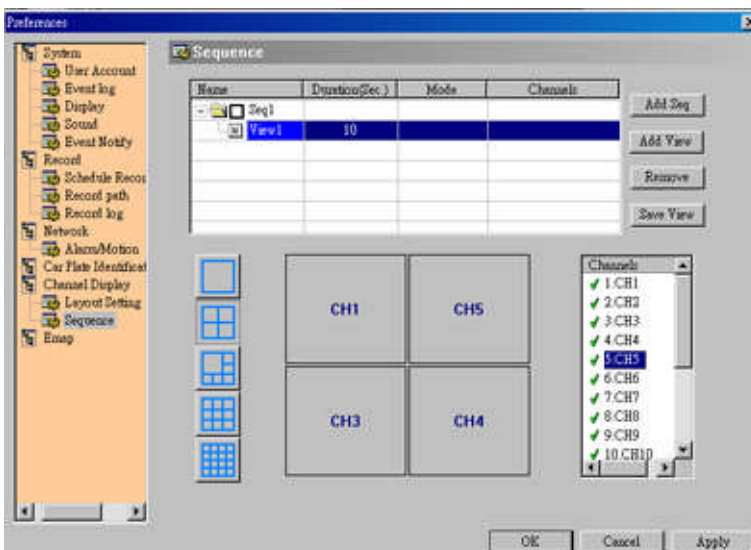 Preferences
System
User Account
Event log
Display
Sound
Event Notify
Record
Schedule Recor
Record path
Record log
Network
Alarm/Motion
Car Plate Identificat
Channel Display
Layout Setting
Sequence
Emap
Sequence
Name Duration(Sec.) Mode Channels
Seq1
View1 10
Add Seq
Add View
Remove
Save View
CH1 CH5
CH3 CH4
Channels
1.CH1
2.CH2
3.CH3
4.CH4
5.CH5
6.CH6
7.CH7
8.CH8
9.CH9
10.CH10
OK Cancel Apply